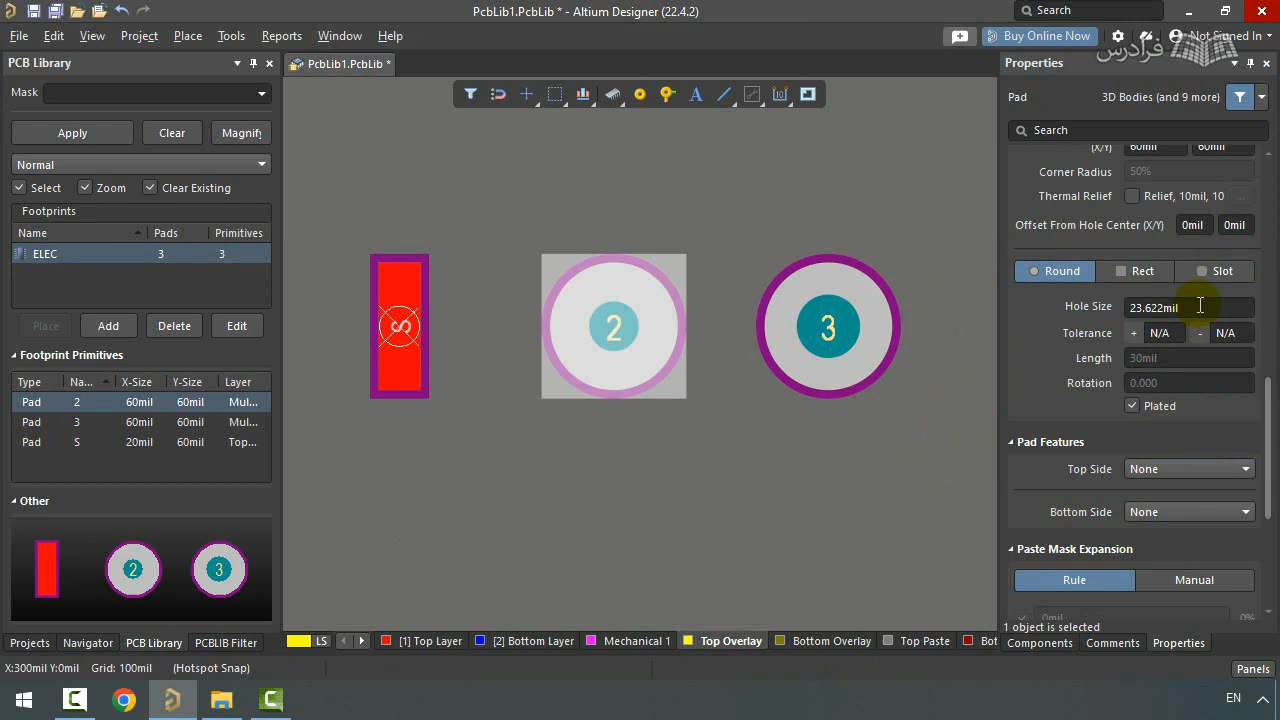 PcbLib1.PcbLib * - Altium Designer (22.4.2)
Search
File Edit View Project Place Tools Reports Window Help
Buy Online Now
Not Signed In
فرادرس
PCB Library
PcbLib1.PcbLib *
Properties
Mask
Pad
3D Bodies (and 9 more)
Apply Clear Magnify
Search
(X/Y) 60mil 60mil
Normal
Corner Radius 50%
Select Zoom Clear Existing
Thermal Relief Relief, 10mil, 10 ...
Footprints
Offset From Hole Center (X/Y) 0mil 0mil
Name Pads Primitives
ELEC 3 3
Round Rect Slot
Hole Size 23.622mil
Place Add Delete Edit
Tolerance + N/A - N/A
S 2 3
Footprint Primitives
Length 30mil
Type Na... X-Size Y-Size Layer
Rotation 0.000
Pad 2 60mil 60mil Mul...
Plated
Pad 3 60mil 60mil Mul...
Pad S 20mil 60mil Top...
Pad Features
Top Side None
Other
Bottom Side None
Paste Mask Expansion
2 3
Rule Manual
0mil 0%
1 object is selected
Projects Navigator PCB Library PCBLIB Filter
LS [1] Top Layer [2] Bottom Layer Mechanical 1 Top Overlay Bottom Overlay Top Paste Bot
Components Comments Properties
X:300mil Y:0mil Grid: 100mil (Hotspot Snap)
Panels
EN